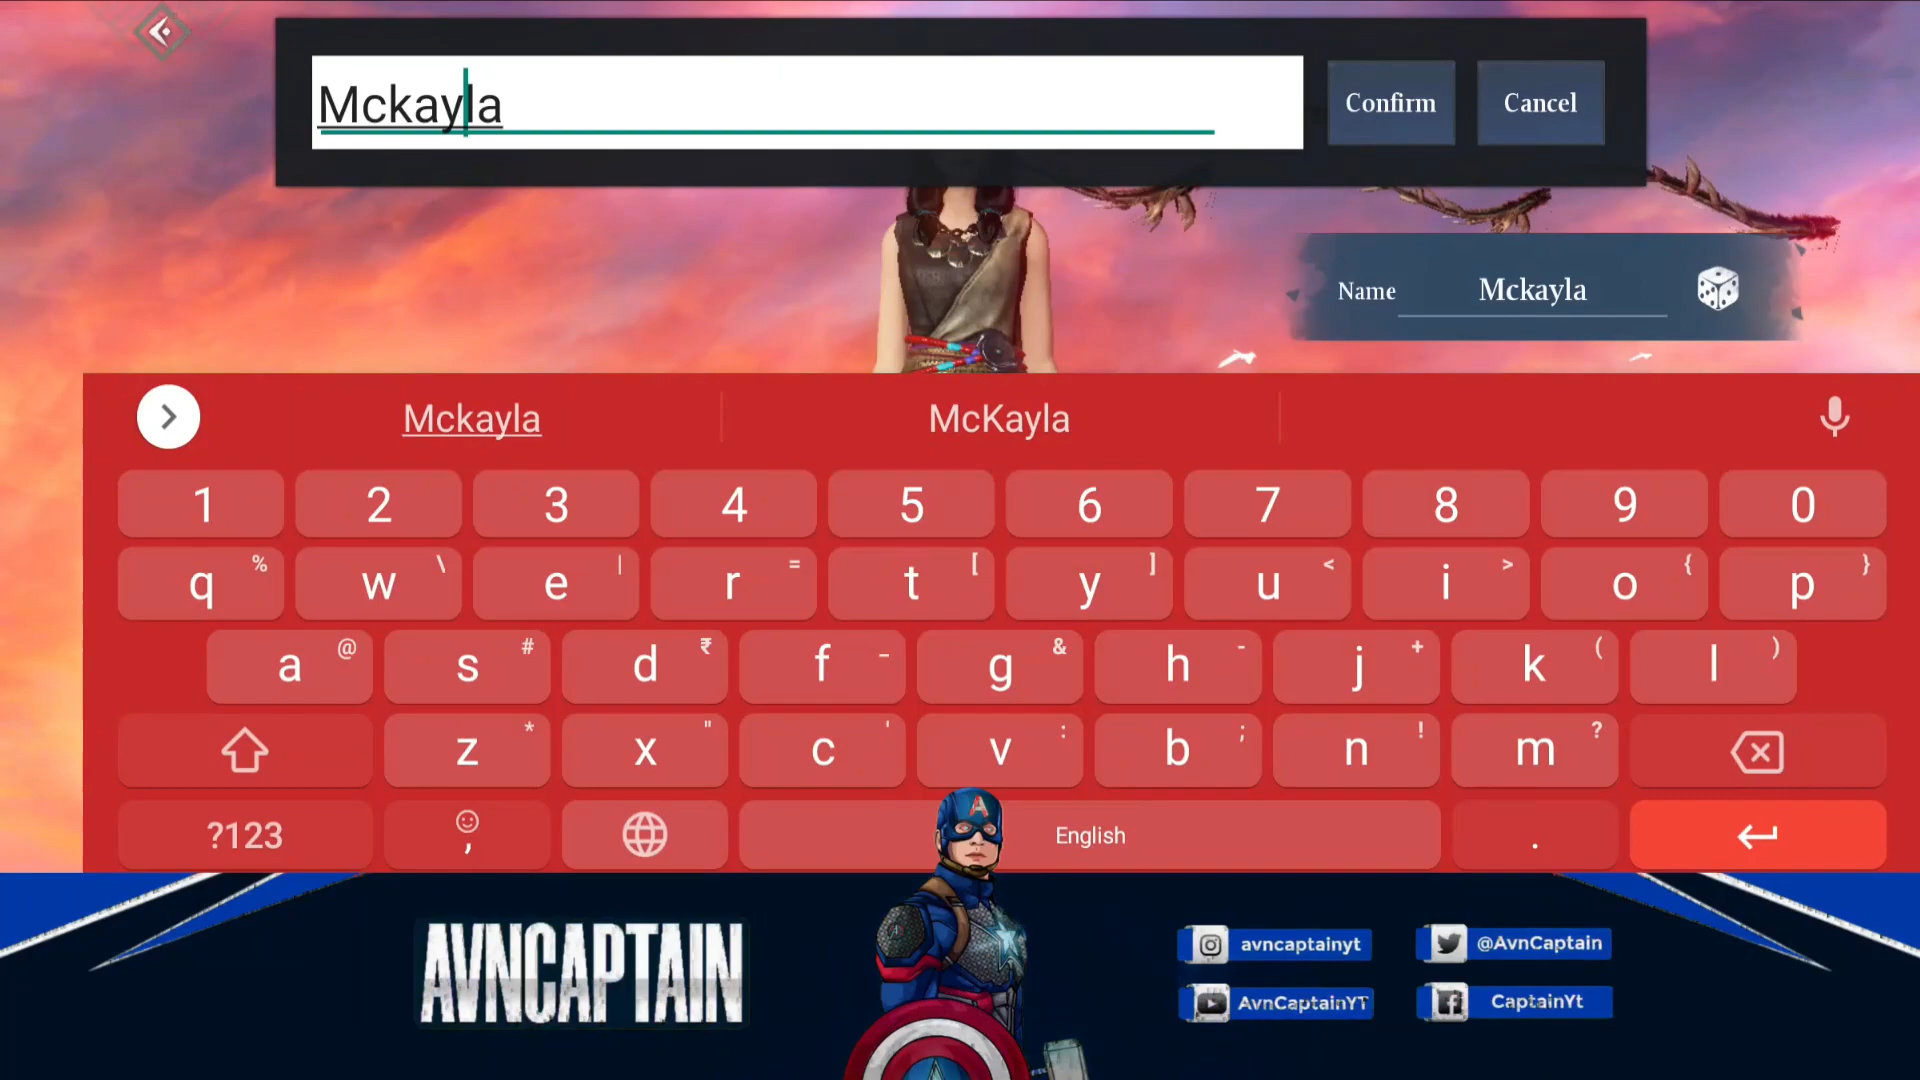 Mckayla
Confirm
Cancel
Name
Mckayla
Mckayla
McKayla
1 2 3 4 5 6 7 8 9 0
q % w \ e | r = t [ y ] u < i > o { p }
a @ s # d ₹ f _ g & h - j + k ( l )
z * x " c ' v : b ; n ! m ?
?123 , English .
AVNCAPTAIN
avncaptainyt
@AvnCaptain
AvnCaptainYT
CaptainYt